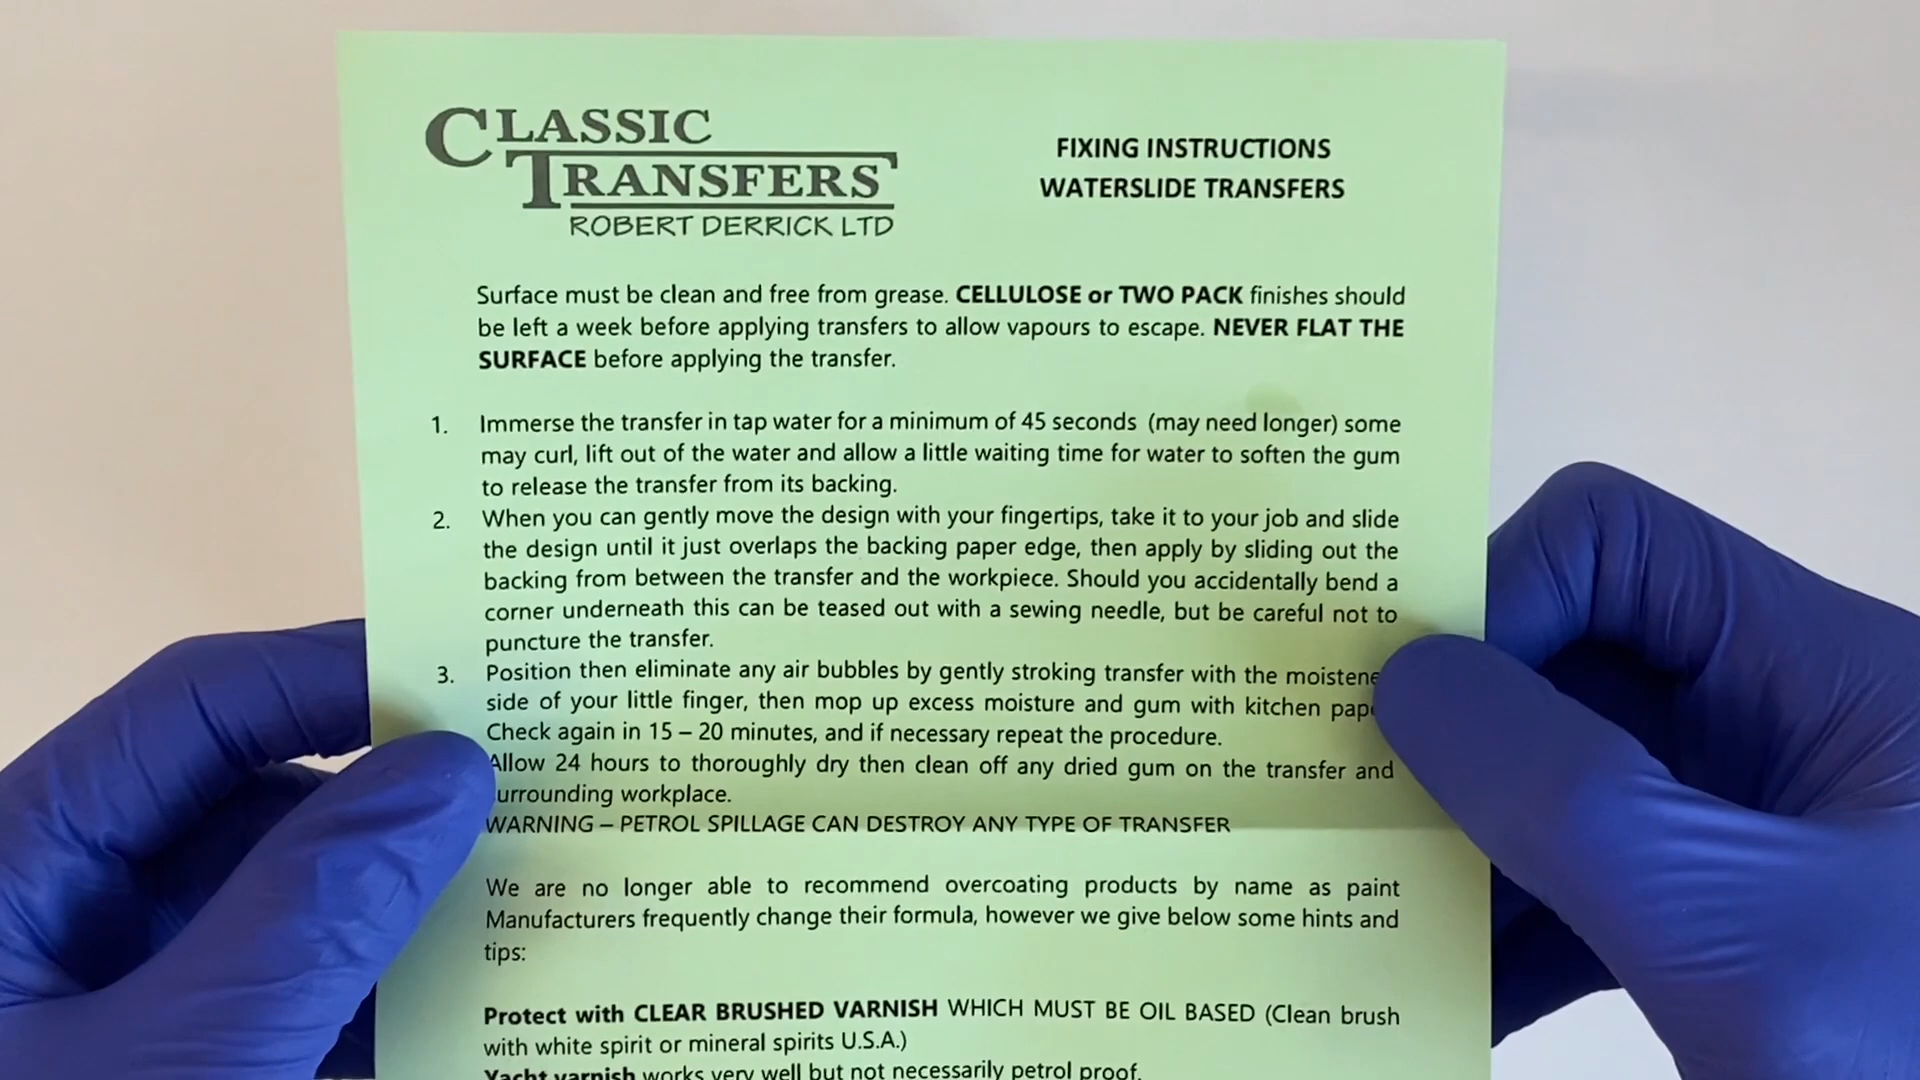 CLASSIC
TRANSFERS
ROBERT DERRICK LTD
FIXING INSTRUCTIONS
WATERSLIDE TRANSFERS
Surface must be clean and free from grease. CELLULOSE or TWO PACK finishes should
be left a week before applying transfers to allow vapours to escape. NEVER FLAT THE
SURFACE before applying the transfer.
1. Immerse the transfer in tap water for a minimum of 45 seconds (may need longer) some
may curl, lift out of the water and allow a little waiting time for water to soften the gum
to release the transfer from its backing.
2. When you can gently move the design with your fingertips, take it to your job and slide
the design until it just overlaps the backing paper edge, then apply by sliding out the
backing from between the transfer and the workpiece. Should you accidentally bend a
corner underneath this can be teased out with a sewing needle, but be careful not to
puncture the transfer.
3. Position then eliminate any air bubbles by gently stroking transfer with the moistene
side of your little finger, then mop up excess moisture and gum with kitchen pap
Check again in 15 – 20 minutes, and if necessary repeat the procedure.
Allow 24 hours to thoroughly dry then clean off any dried gum on the transfer and
urrounding workplace.
WARNING – PETROL SPILLAGE CAN DESTROY ANY TYPE OF TRANSFER
We are no longer able to recommend overcoating products by name as paint
Manufacturers frequently change their formula, however we give below some hints and
tips:
Protect with CLEAR BRUSHED VARNISH WHICH MUST BE OIL BASED (Clean brush
with white spirit or mineral spirits U.S.A.)
Yacht varnish works very well but not necessarily petrol proof.